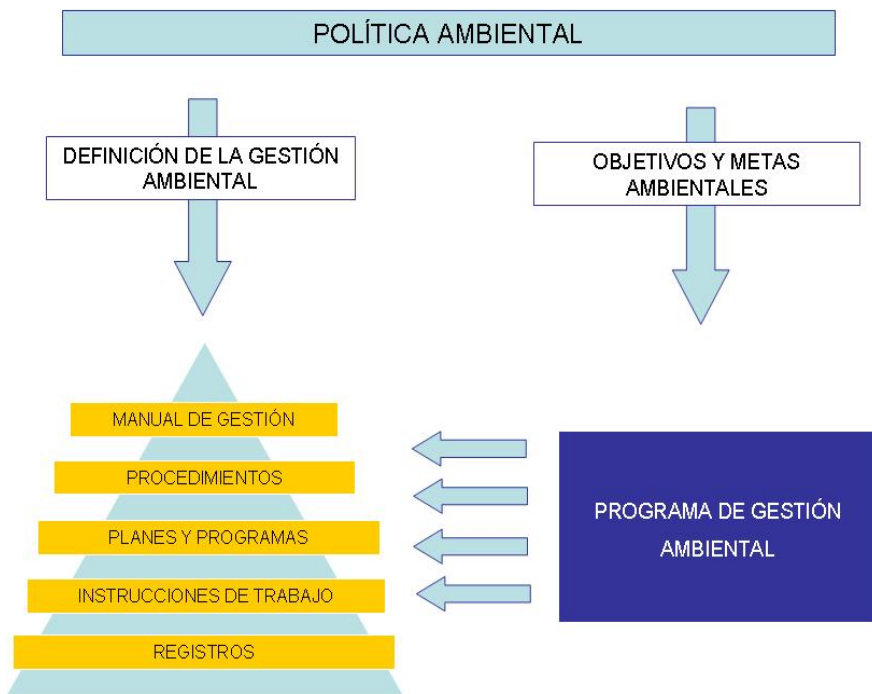 POLÍTICA AMBIENTAL
DEFINICIÓN DE LA GESTIÓN
AMBIENTAL
OBJETIVOS Y METAS
AMBIENTALES
MANUAL DE GESTIÓN
PROCEDIMIENTOS
PLANES Y PROGRAMAS
INSTRUCCIONES DE TRABAJO
REGISTROS
PROGRAMA DE GESTIÓN
AMBIENTAL